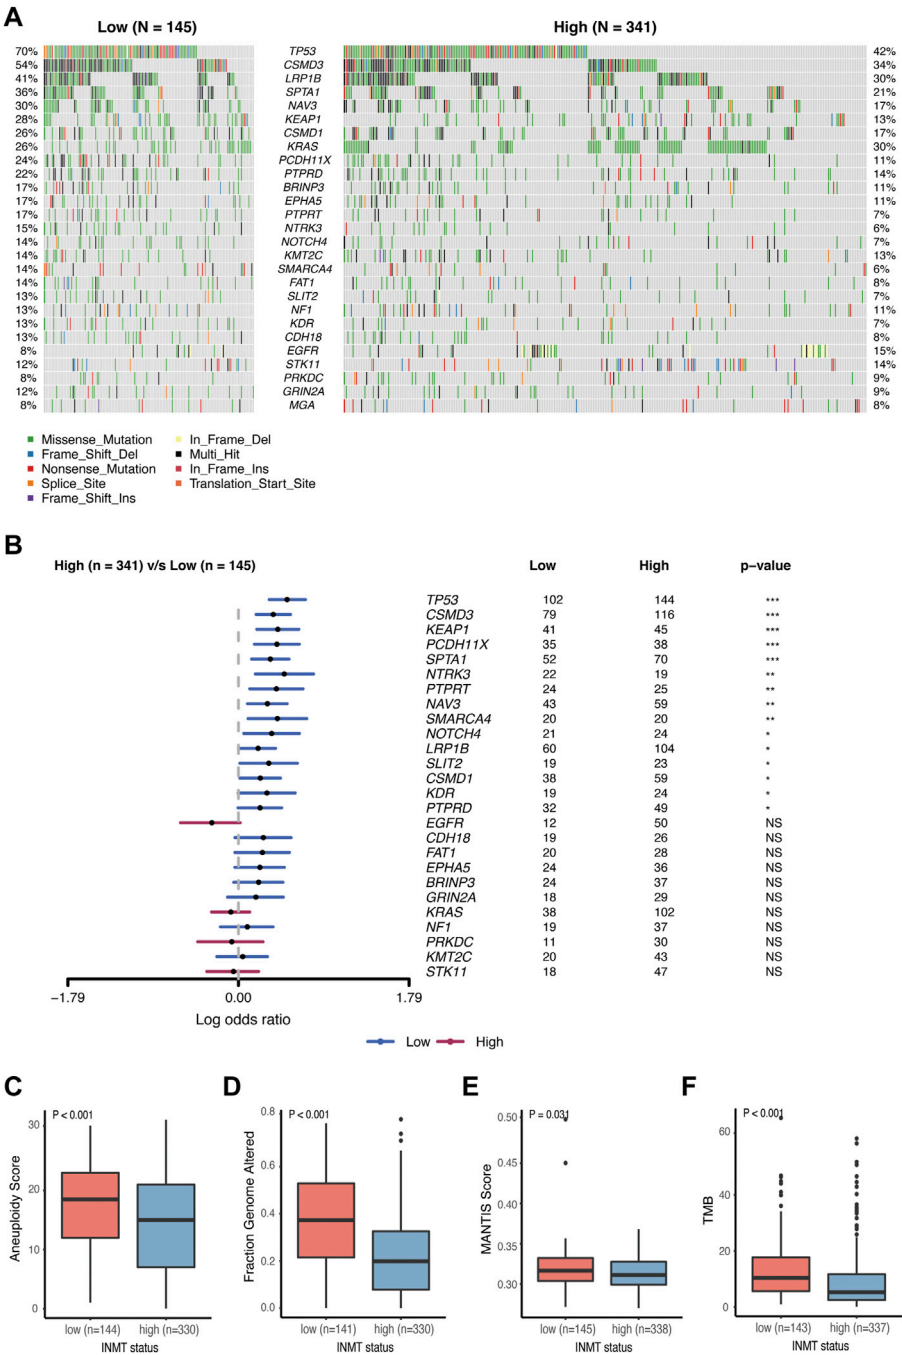 A
Low (N = 145)
High (N = 341)
70% TP53 42%
54% CSMD3 34%
41% LRP1B 30%
36% SPTA1 21%
30% NAV3 17%
28% KEAP1 13%
26% CSMD1 17%
26% KRAS 30%
24% PCDH11X 11%
22% PTPRD 14%
17% BRINP3 11%
17% EPHA5 11%
17% PTPRT 7%
15% NTRK3 6%
14% NOTCH4 7%
14% KMT2C 13%
14% SMARCA4 6%
14% FAT1 8%
13% SLIT2 7%
13% NF1 11%
13% KDR 7%
13% CDH18 8%
8% EGFR 15%
12% STK11 14%
8% PRKDC 9%
12% GRIN2A 9%
8% MGA 8%
Missense_Mutation In_Frame_Del
Frame_Shift_Del Multi_Hit
Nonsense_Mutation In_Frame_Ins
Splice_Site Translation_Start_Site
Frame_Shift_Ins
B
High (n = 341) v/s Low (n = 145) Low High p−value
TP53 102 144 ***
CSMD3 79 116 ***
KEAP1 41 45 ***
PCDH11X 35 38 ***
SPTA1 52 70 ***
NTRK3 22 19 **
PTPRT 24 25 **
NAV3 43 59 **
SMARCA4 20 20 **
NOTCH4 21 24 *
LRP1B 60 104 *
SLIT2 19 23 *
CSMD1 38 59 *
KDR 19 24 *
PTPRD 32 49 *
EGFR 12 50 NS
CDH18 19 26 NS
FAT1 20 28 NS
EPHA5 24 36 NS
BRINP3 24 37 NS
GRIN2A 18 29 NS
KRAS 38 102 NS
NF1 19 37 NS
PRKDC 11 30 NS
KMT2C 20 43 NS
STK11 18 47 NS
−1.79 0.00 1.79
Log odds ratio
Low High
C
P < 0.001
30
20
10
0
Aneuploidy Score
low (n=144) high (n=330)
INMT status
D
P < 0.001
0.8
0.6
0.4
0.2
0.0
Fraction Genome Altered
low (n=141) high (n=330)
INMT status
E
P = 0.031
0.50
0.45
0.40
0.35
0.30
MANTIS Score
low (n=145) high (n=338)
INMT status
F
P < 0.001
60
40
20
0
TMB
low (n=143) high (n=337)
INMT status